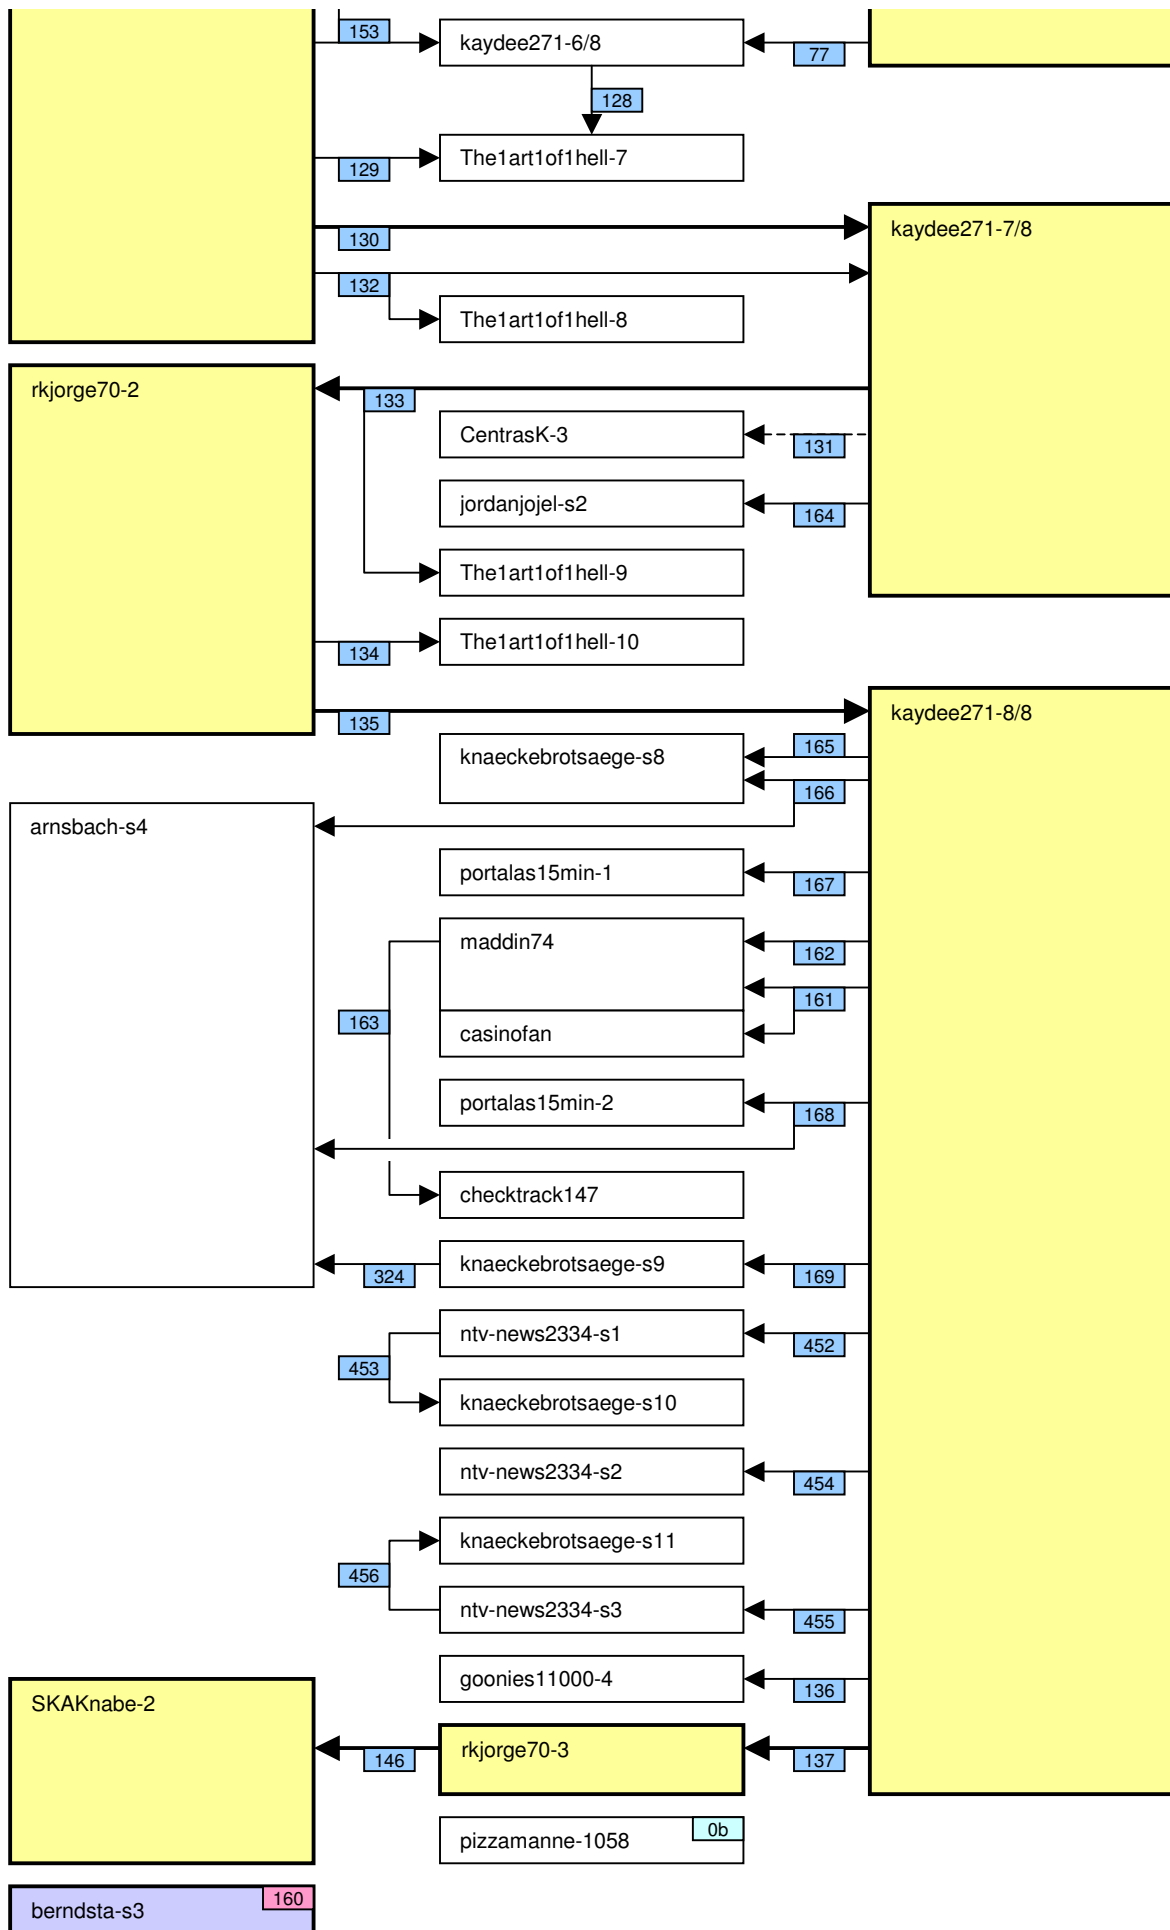 153
kaydee271-6/8
77
128
The1art1of1hell-7
129
kaydee271-7/8
130
132
The1art1of1hell-8
rkjorge70-2
133
CentrasK-3
131
jordanjojel-s2
164
The1art1of1hell-9
The1art1of1hell-10
134
kaydee271-8/8
135
knaeckebrotsaege-s8
165
166
arnsbach-s4
portalas15min-1
167
maddin74
162
161
163
casinofan
portalas15min-2
168
checktrack147
knaeckebrotsaege-s9
324
169
ntv-news2334-s1
452
453
knaeckebrotsaege-s10
ntv-news2334-s2
454
knaeckebrotsaege-s11
456
ntv-news2334-s3
455
goonies11000-4
136
SKAKnabe-2
rkjorge70-3
146
137
pizzamanne-1058
0b
berndsta-s3
160